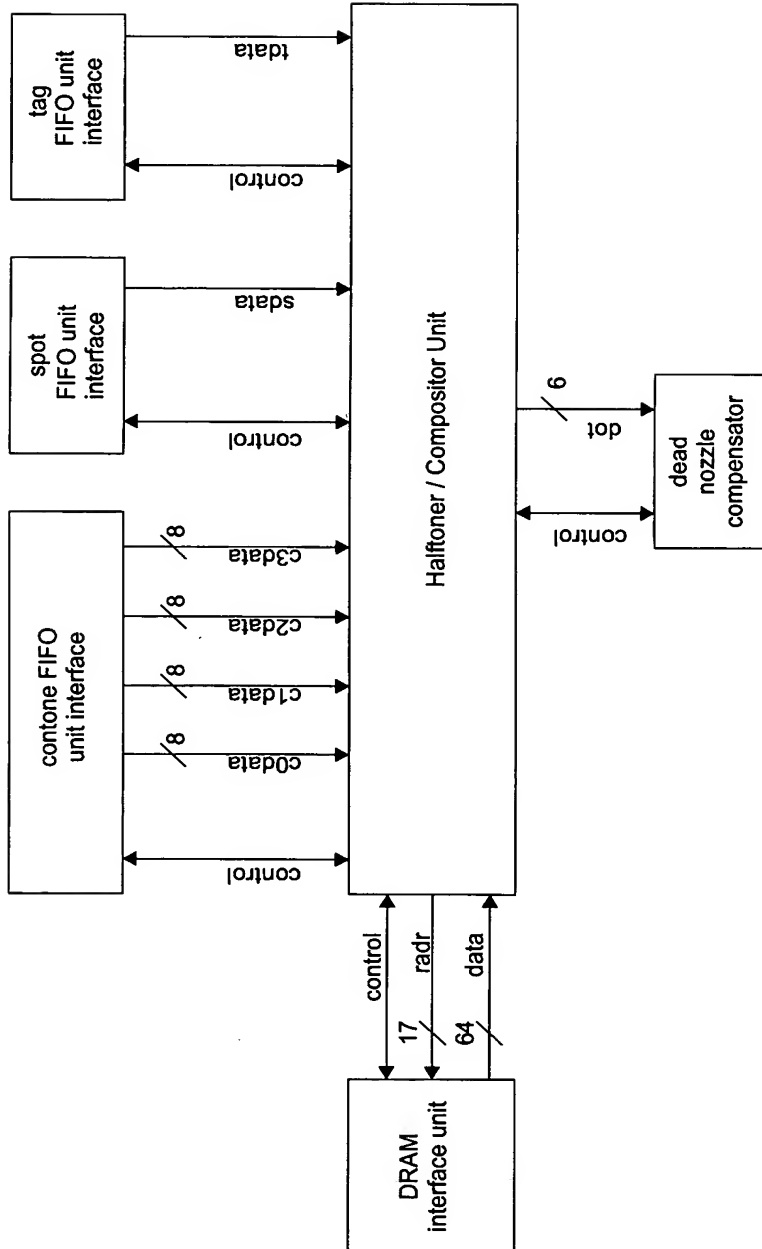 tag
FIFO unit
interface
tdata
control
spot
FIFO unit
interface
sdata
control
contone FIFO
unit interface
8
c3data
8
c2data
8
c1data
8
c0data
control
Halftoner / Compositor Unit
6
dot
control
dead
nozzle
compensator
control
radr
17
data
64
DRAM
interface unit